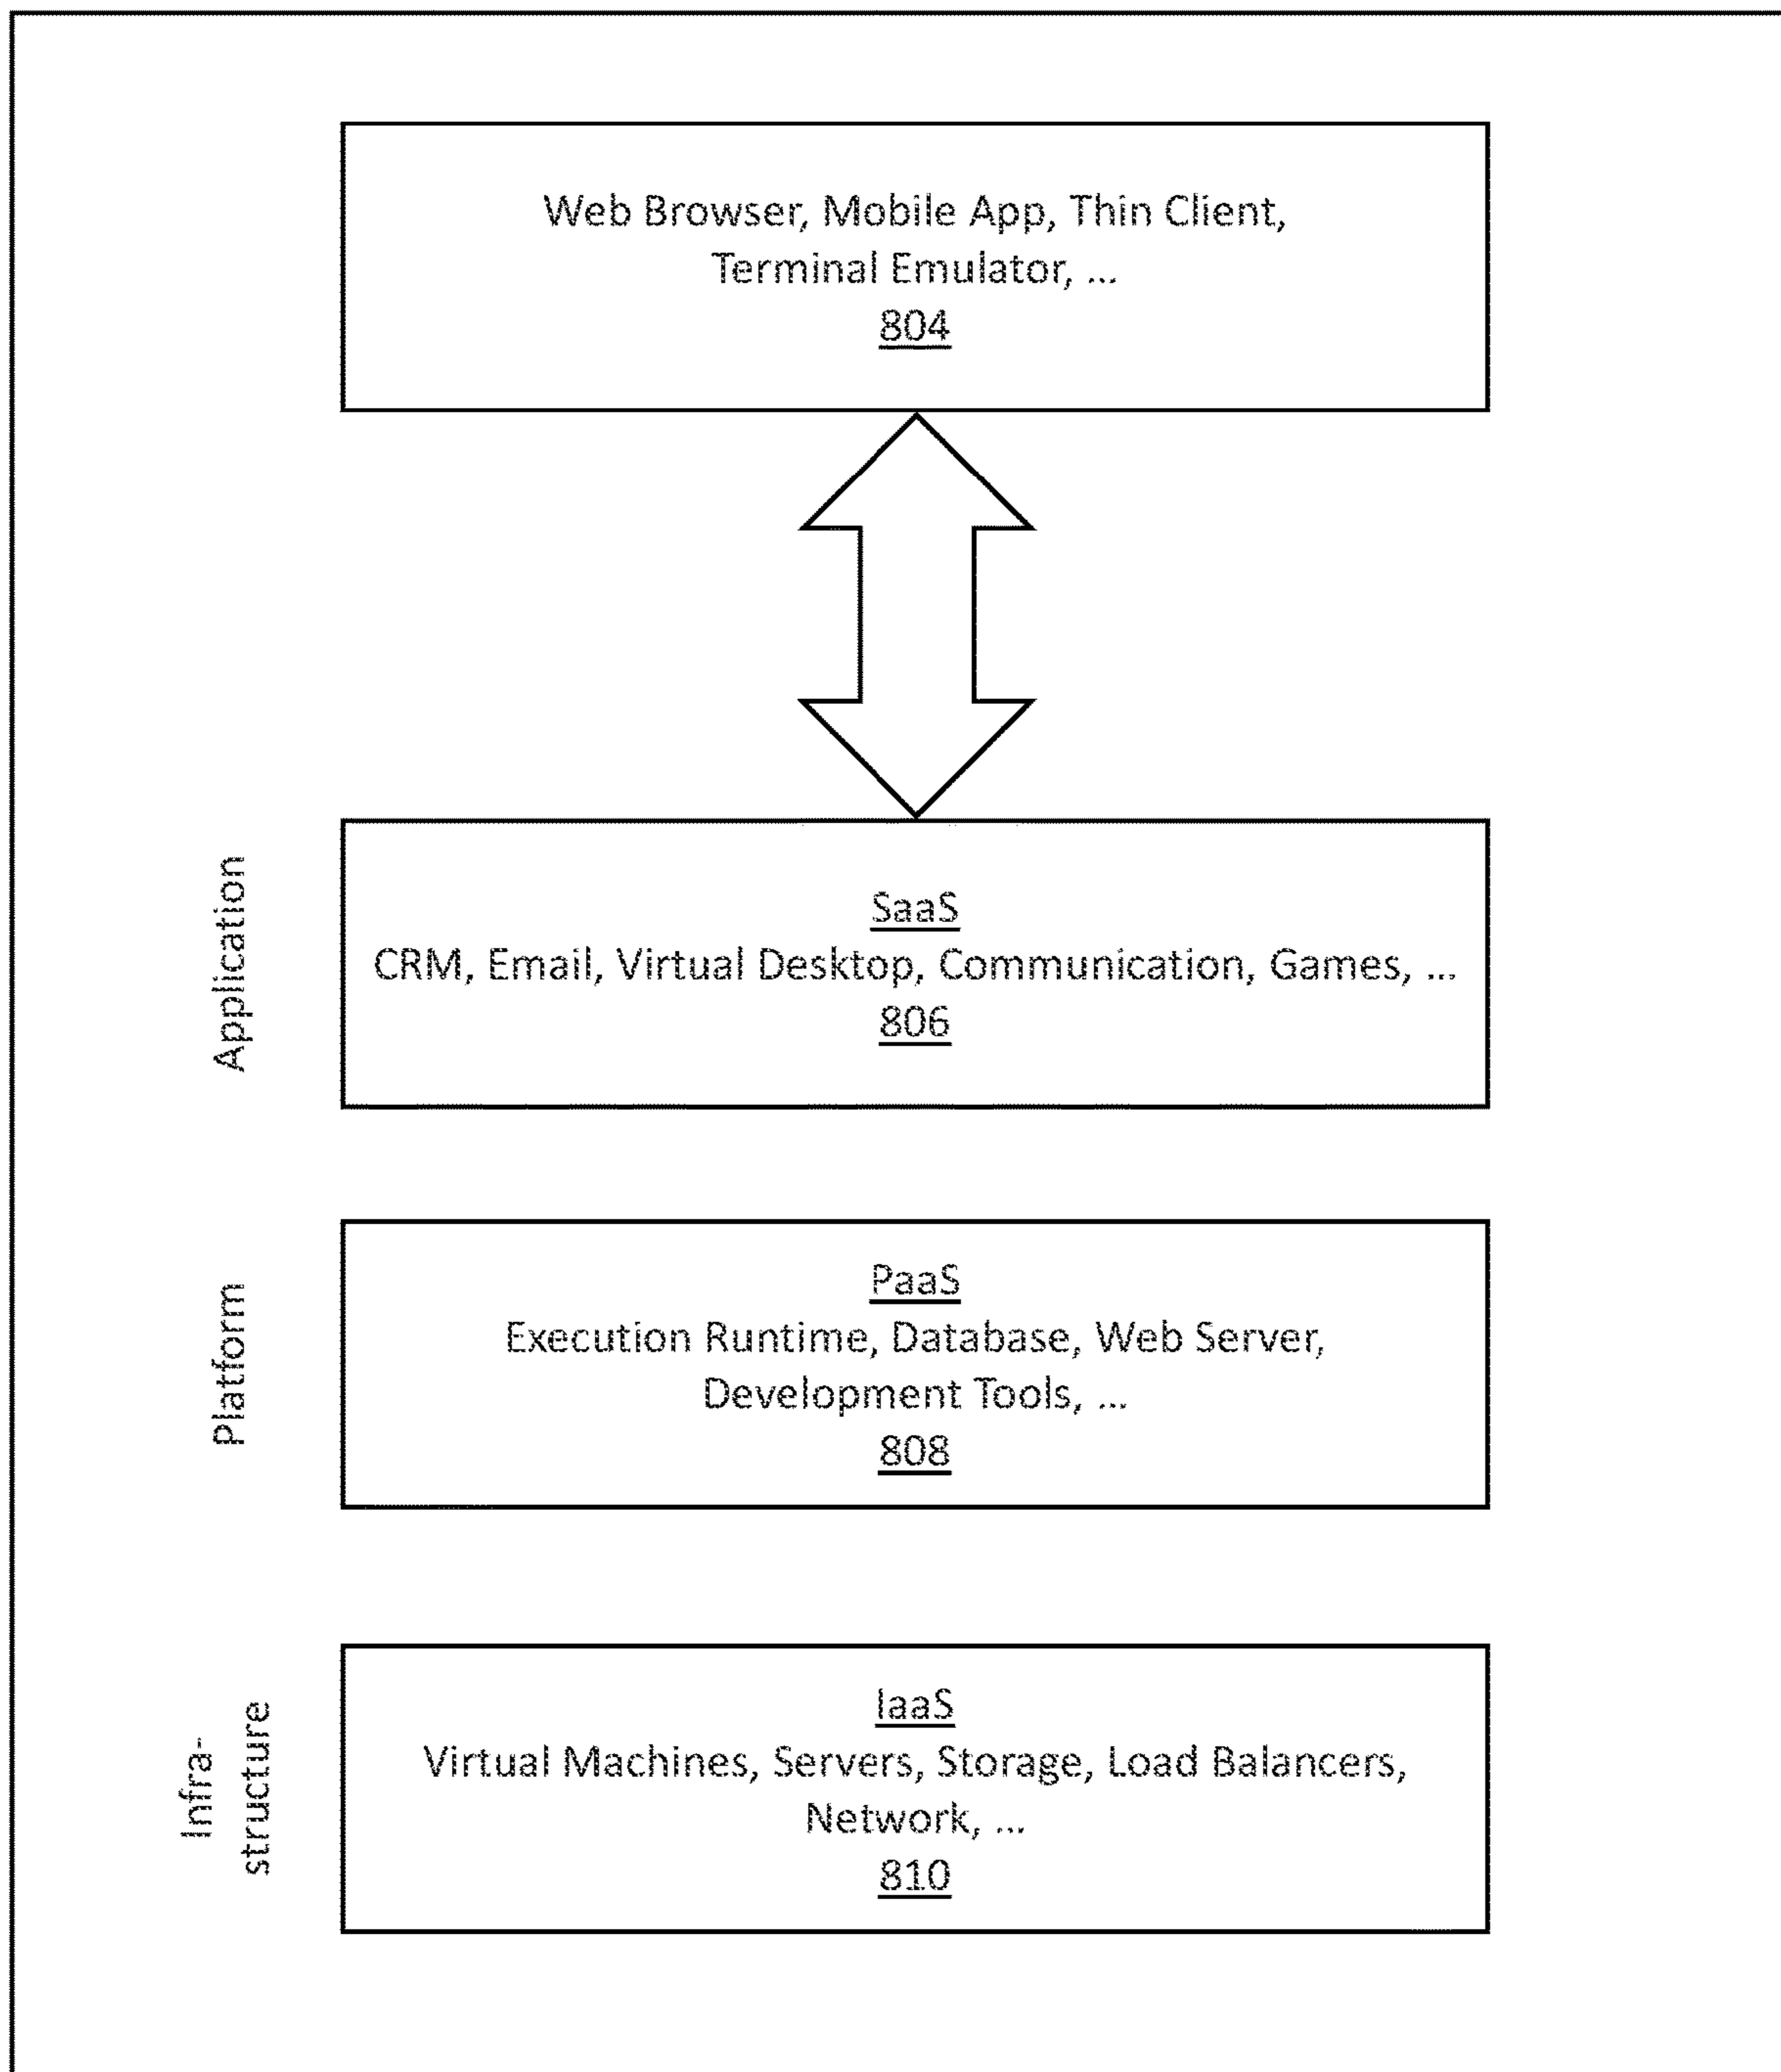 Web Browser, Mobile App, Thin Client,
Terminal Emulator, ...
804
Application
SaaS
CRM, Email, Virtual Desktop, Communication, Games, ...
806
Platform
PaaS
Execution Runtime, Database, Web Server,
Development Tools, ...
808
Infra-
structure
IaaS
Virtual Machines, Servers, Storage, Load Balancers,
Network, ...
810